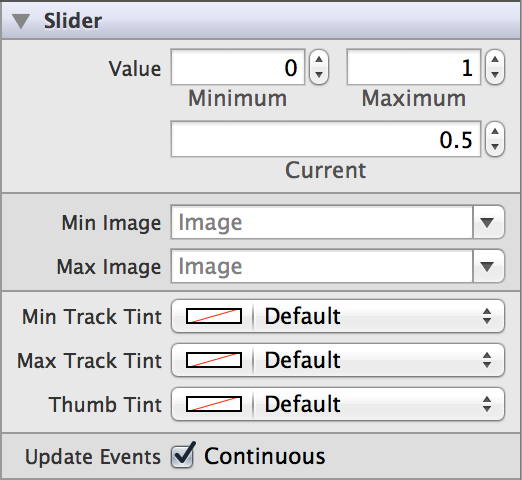 Slider
Value 0 1
Minimum Maximum
0.5
Current
Min Image Image
Max Image Image
Min Track Tint Default
Max Track Tint Default
Thumb Tint Default
Update Events Continuous